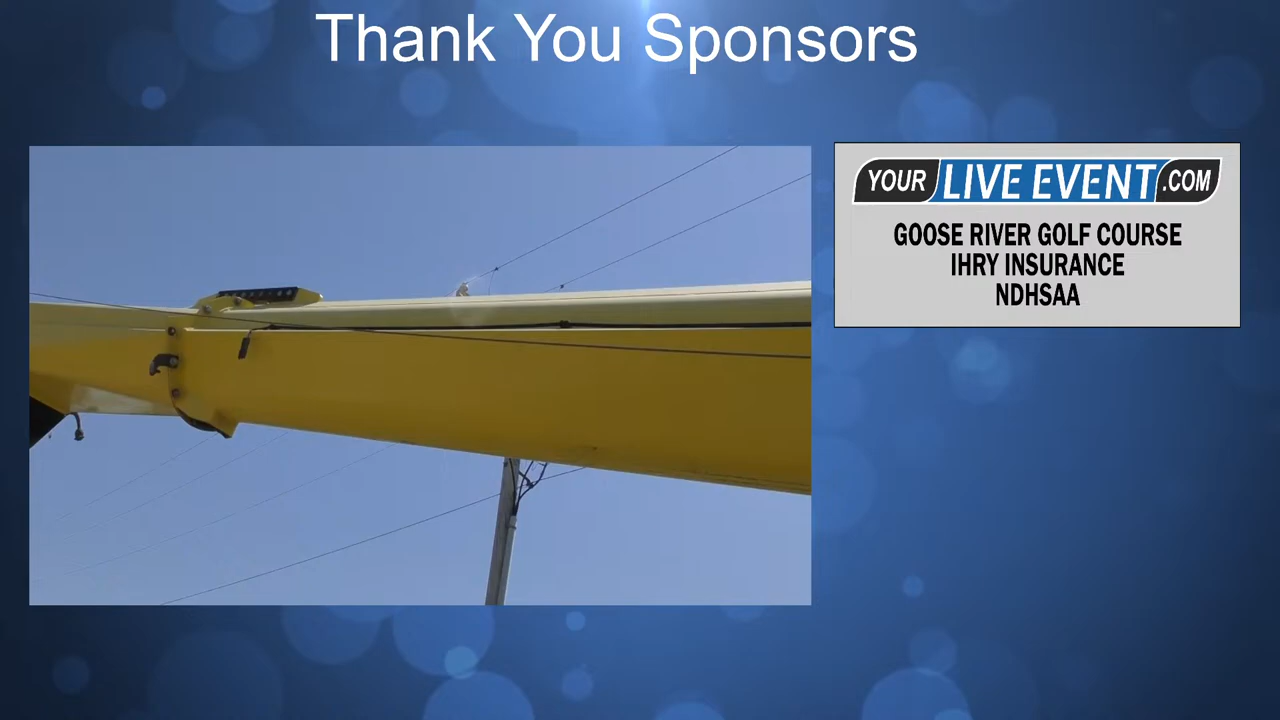 Thank You Sponsors
YOUR LIVE EVENT.COM
GOOSE RIVER GOLF COURSE
IHRY INSURANCE
NDHSAA